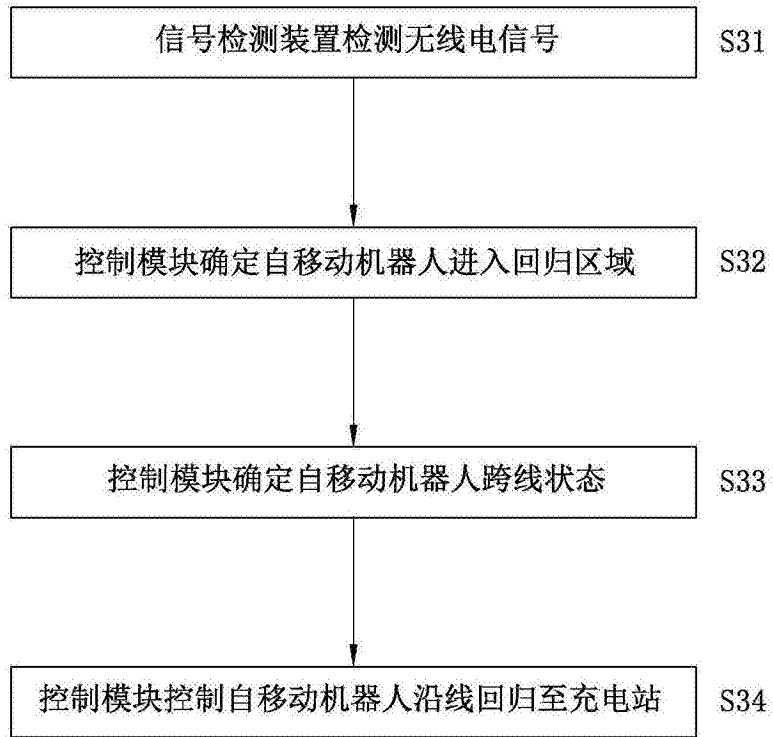 信号检测装置检测无线电信号 S31
控制模块确定自移动机器人进入回归区域 S32
控制模块确定自移动机器人跨线状态 S33
控制模块控制自移动机器人沿线回归至充电站 S34